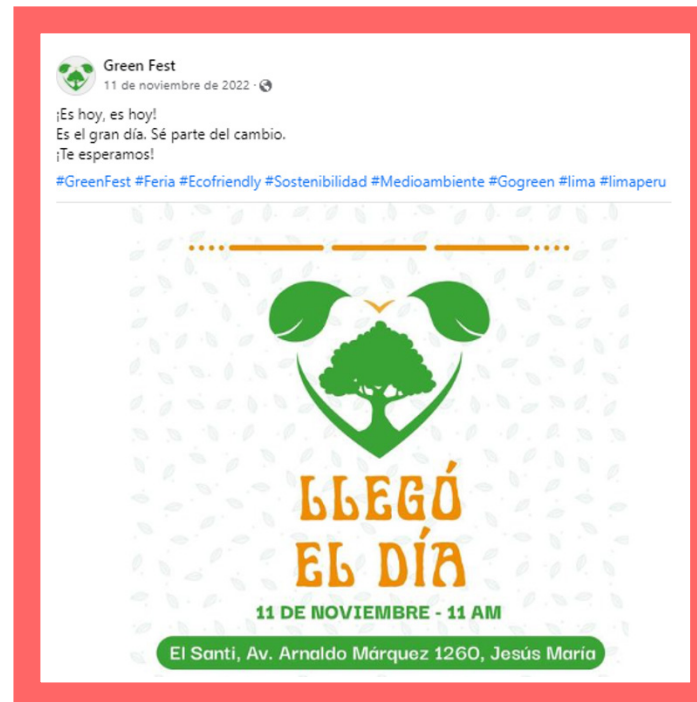 Green Fest
11 de noviembre de 2022 ·
¡Es hoy, es hoy!
Es el gran día. Sé parte del cambio.
¡Te esperamos!
#GreenFest #Feria #Ecofriendly #Sostenibilidad #Medioambiente #Gogreen #lima #limaperu
LLEGÓ
EL DÍA
11 DE NOVIEMBRE - 11 AM
El Santi, Av. Arnaldo Márquez 1260, Jesús María